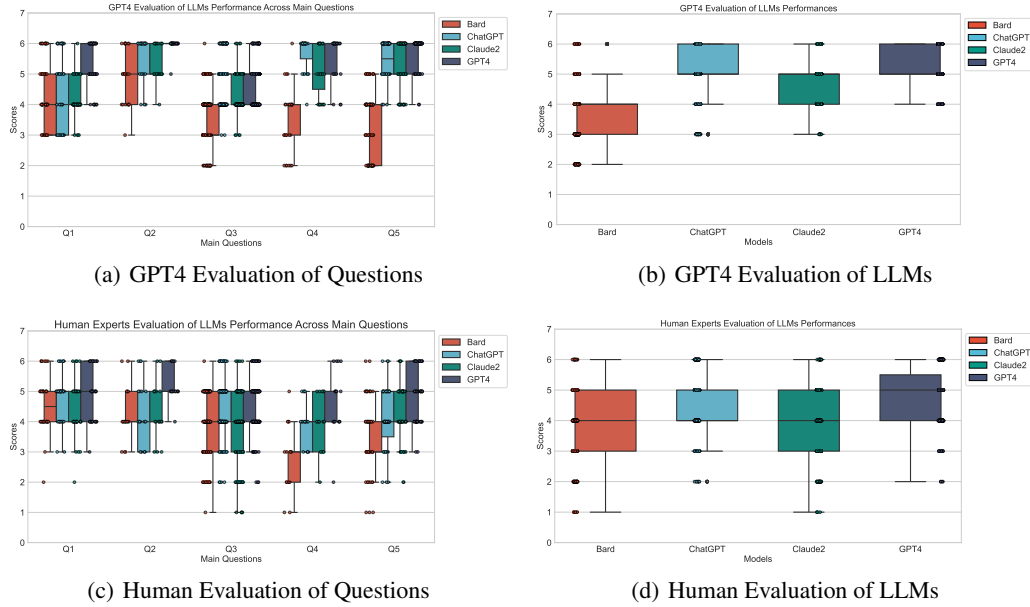 GPT4 Evaluation of LLMs Performance Across Main Questions
7
6
5
4
3
2
1
0
Scores
Q1 Q2 Q3 Q4 Q5
Main Questions
Bard
ChatGPT
Claude2
GPT4
(a) GPT4 Evaluation of Questions
GPT4 Evaluation of LLMs Performances
7
6
5
4
3
2
1
0
Scores
Bard ChatGPT Claude2 GPT4
Models
Bard
ChatGPT
Claude2
GPT4
(b) GPT4 Evaluation of LLMs
Human Experts Evaluation of LLMs Performance Across Main Questions
7
6
5
4
3
2
1
0
Scores
Q1 Q2 Q3 Q4 Q5
Main Questions
Bard
ChatGPT
Claude2
GPT4
(c) Human Evaluation of Questions
Human Experts Evaluation of LLMs Performances
7
6
5
4
3
2
1
0
Scores
Bard ChatGPT Claude2 GPT4
Models
Bard
ChatGPT
Claude2
GPT4
(d) Human Evaluation of LLMs